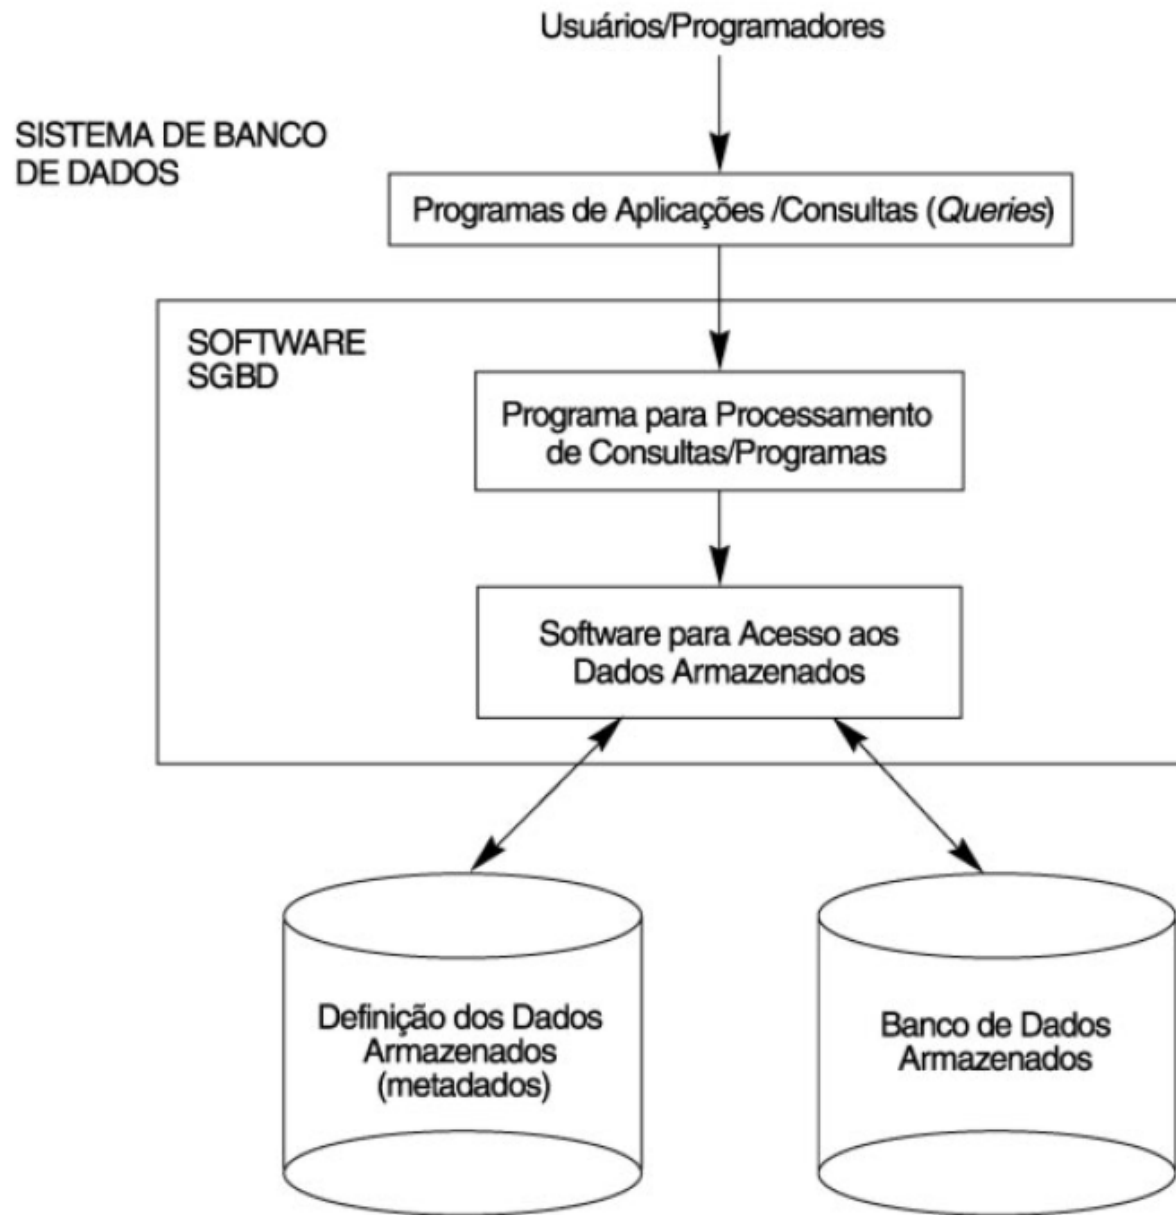 Usuários/Programadores
SISTEMA DE BANCO
DE DADOS
Programas de Aplicações /Consultas (Queries)
SOFTWARE
SGBD
Programa para Processamento
de Consultas/Programas
Software para Acesso aos
Dados Armazenados
Definição dos Dados
Armazenados
(metadados)
Banco de Dados
Armazenados